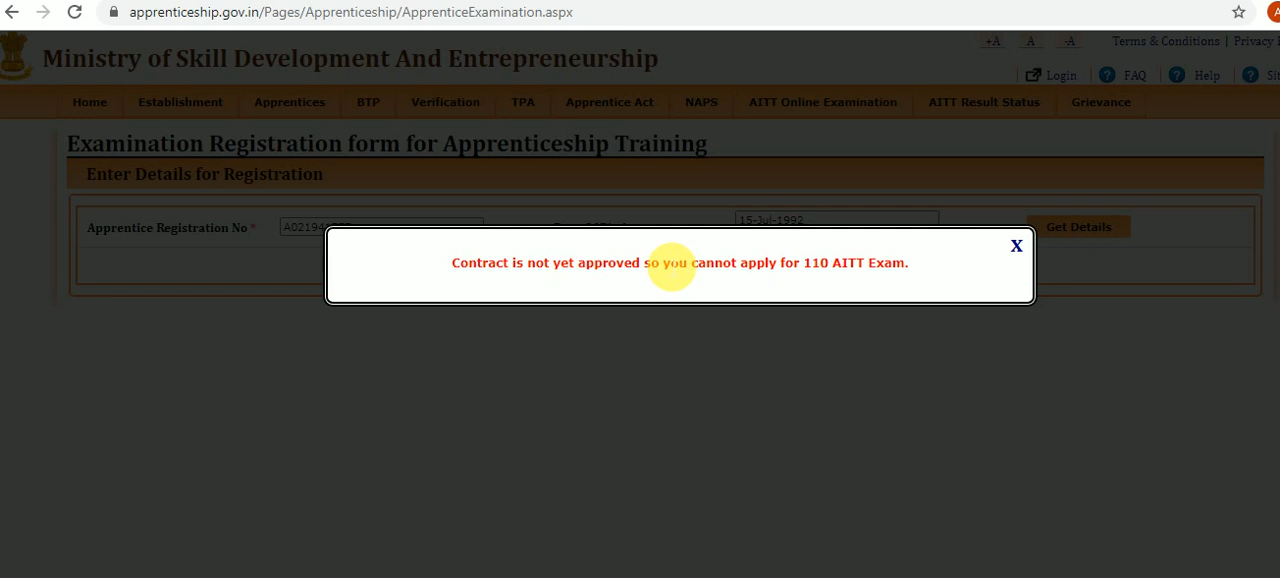 apprenticeship.gov.in/Pages/Apprenticeship/ApprenticeExamination.aspx
+A A -A Terms & Conditions | Privacy
Ministry of Skill Development And Entrepreneurship
Login | FAQ | Help |
Home Establishment Apprentices BTP Verification TPA Apprentice Act NAPS AITT Online Examination AITT Result Status Grievance
Examination Registration form for Apprenticeship Training
Enter Details for Registration
Apprentice Registration No * 15-Jul-1992 Get Details
X
Contract is not yet approved so you cannot apply for 110 AITT Exam.